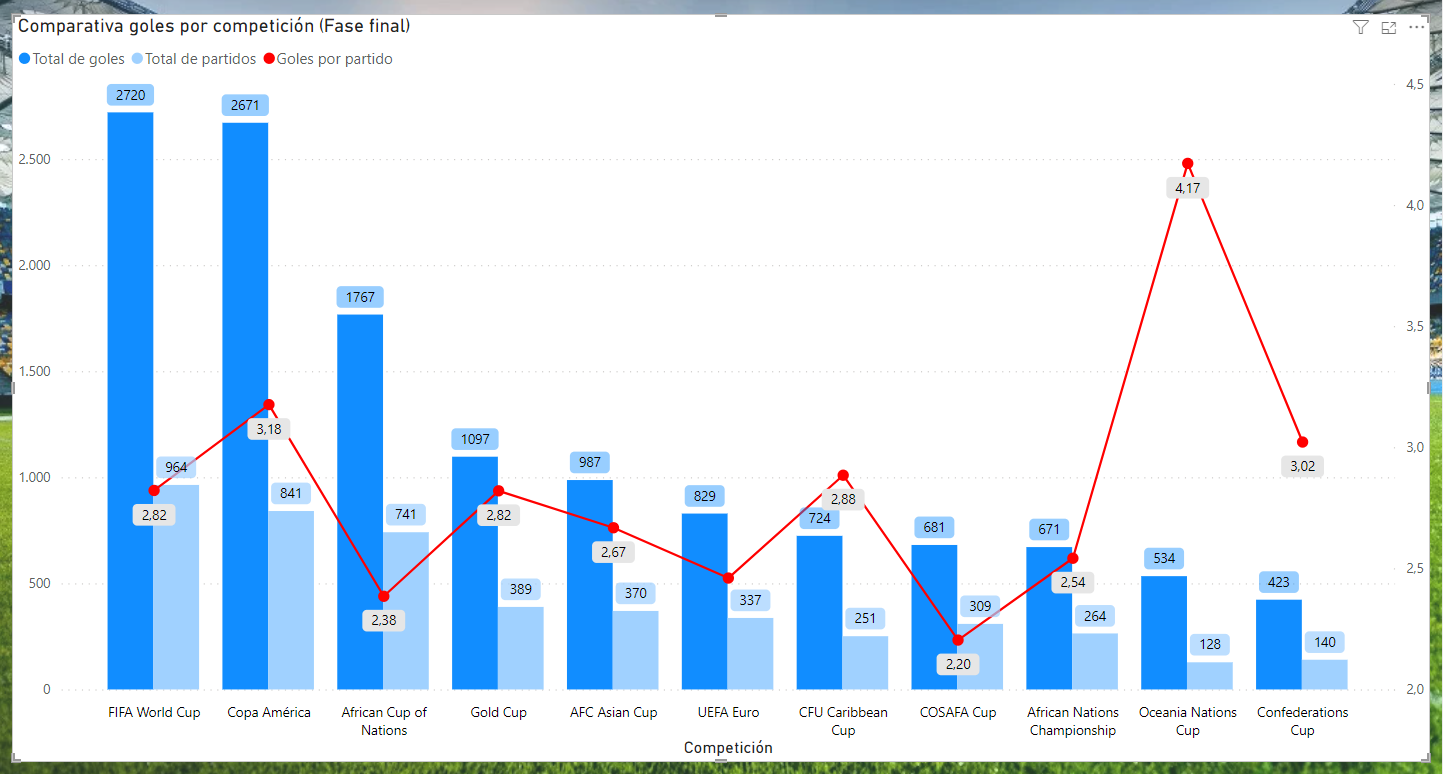 Comparativa goles por competición (Fase final)
Total de goles Total de partidos Goles por partido
2720
2671
1767
1097
987
829
724
681
671
534
423
964
841
741
389
370
337
251
309
264
128
140
2,82
3,18
2,38
2,82
2,67
2,88
2,20
2,54
4,17
3,02
2.500
2.000
1.500
1.000
500
0
4,5
4,0
3,5
3,0
2,5
2,0
FIFA World Cup
Copa América
African Cup of
Nations
Gold Cup
AFC Asian Cup
UEFA Euro
CFU Caribbean
Cup
COSAFA Cup
African Nations
Championship
Oceania Nations
Cup
Confederations
Cup
Competición